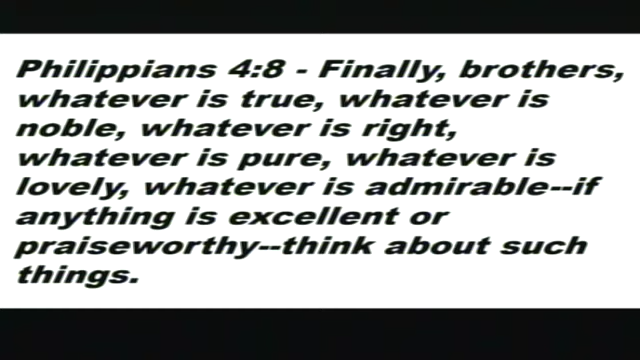 Philippians 4:8 - Finally, brothers,
whatever is true, whatever is
noble, whatever is right,
whatever is pure, whatever is
lovely, whatever is admirable--if
anything is excellent or
praiseworthy--think about such
things.